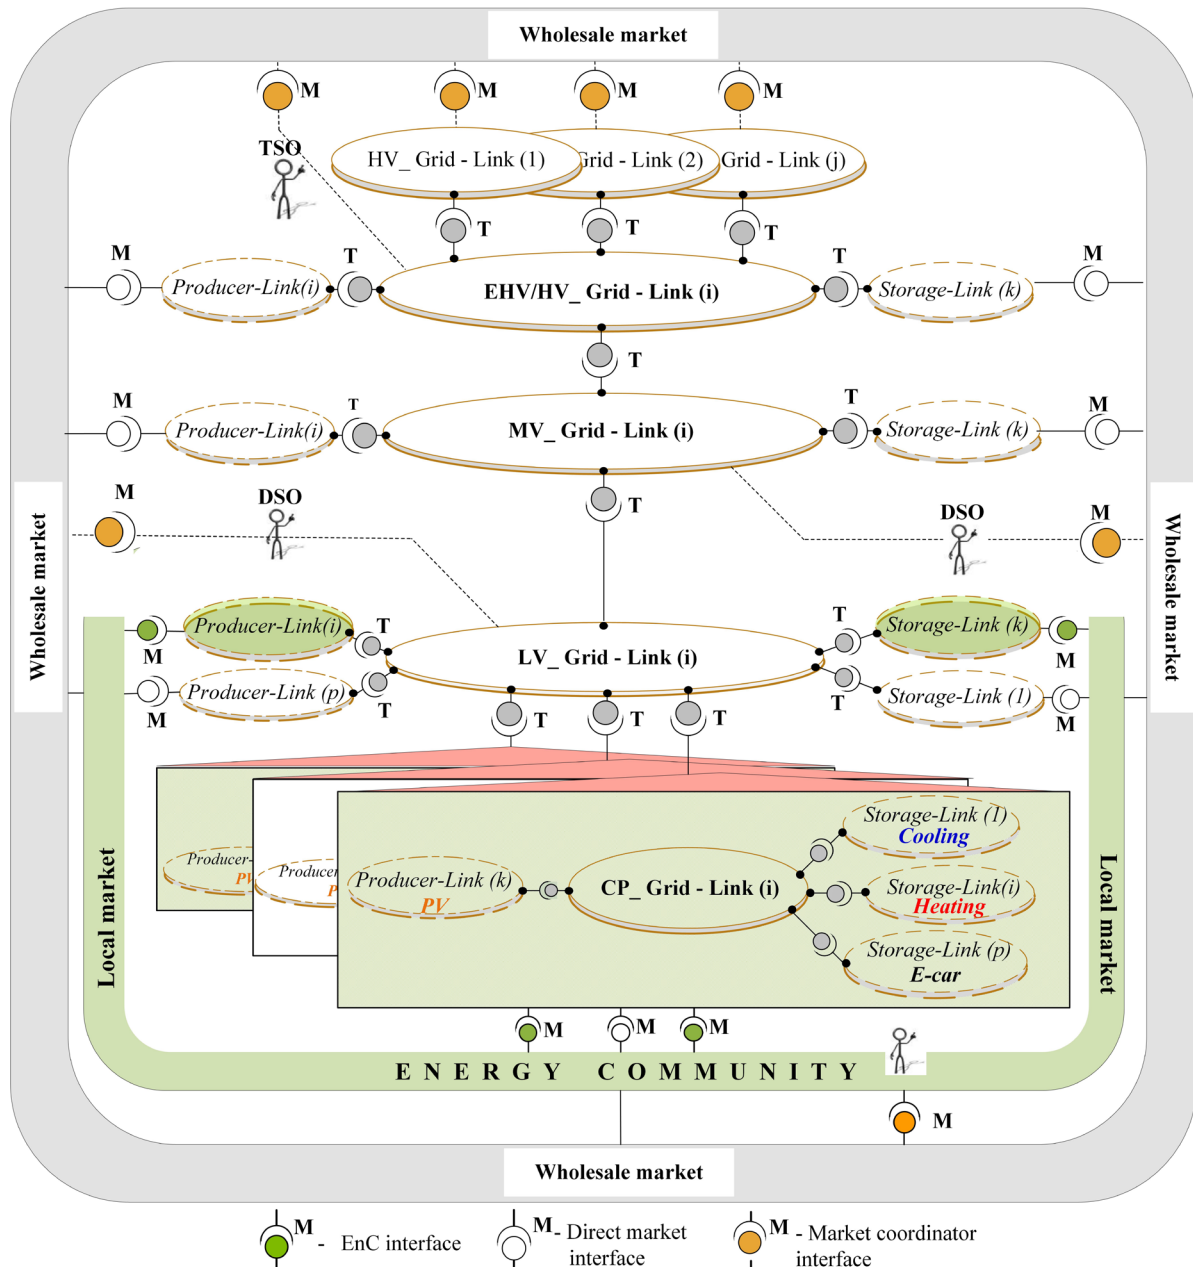 Wholesale market
M
M
M
M
TSO
HV_ Grid - Link (1)
Grid - Link (2)
Grid - Link (j)
T
T
T
M
T
T
M
Producer-Link(i)
EHV/HV_ Grid - Link (i)
Storage-Link (k)
T
M
T
T
M
Producer-Link(i)
MV_ Grid - Link (i)
Storage-Link (k)
M
DSO
T
DSO
M
Wholesale market
Wholesale market
Producer-Link(i)
T
T
Storage-Link (k)
M
LV_ Grid - Link (i)
M
Producer-Link (p)
Storage-Link (1)
M
T
T
M
T
T
T
Local market
Local market
Storage-Link (1)
Cooling
Producer-
PV
Producer
P
Producer-Link (k)
PV
CP_ Grid - Link (i)
Storage-Link(i)
Heating
Storage-Link (p)
E-car
M
M
M
ENERGY COMMUNITY
M
Wholesale market
M
- EnC interface
M
- Direct market
interface
M
- Market coordinator
interface